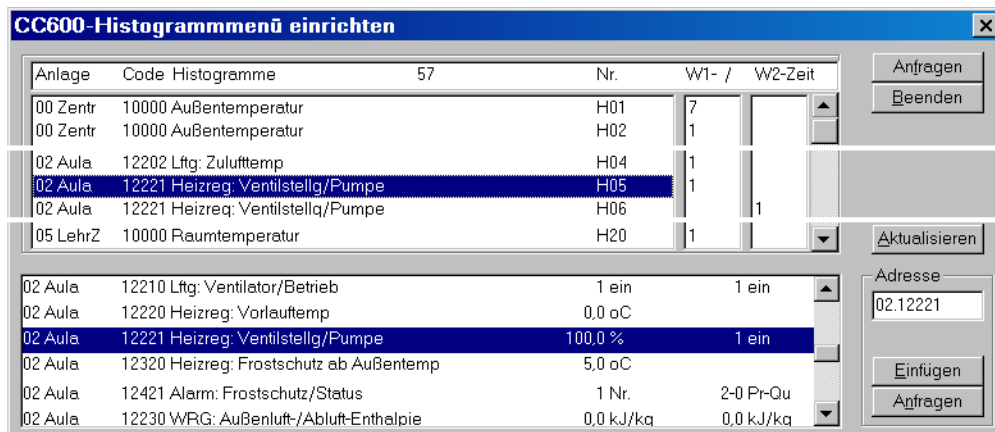 CC600-Histogrammmenü einrichten
Anlage Code Histogramme 57 Nr. W1- / W2-Zeit
Anfragen
00 Zentr 10000 Außentemperatur H01 7
Beenden
00 Zentr 10000 Außentemperatur H02 1
02 Aula 12202 Lftg: Zulufttemp H04 1
02 Aula 12221 Heizreg: Ventilstellg/Pumpe H05 1
02 Aula 12221 Heizreg: Ventilstellg/Pumpe H06 1
05 LehrZ 10000 Raumtemperatur H20 1
Aktualisieren
02 Aula 12210 Lftg: Ventilator/Betrieb 1 ein 1 ein
02 Aula 12220 Heizreg: Vorlauftemp 0,0 oC
02 Aula 12221 Heizreg: Ventilstellg/Pumpe 100,0 % 1 ein
02 Aula 12320 Heizreg: Frostschutz ab Außentemp 5,0 oC
02 Aula 12421 Alarm: Frostschutz/Status 1 Nr. 2-0 Pr-Qu
02 Aula 12230 WRG: Außenluft-/Abluft-Enthalpie 0,0 kJ/kg 0,0 kJ/kg
Adresse
02.12221
Einfügen
Anfragen